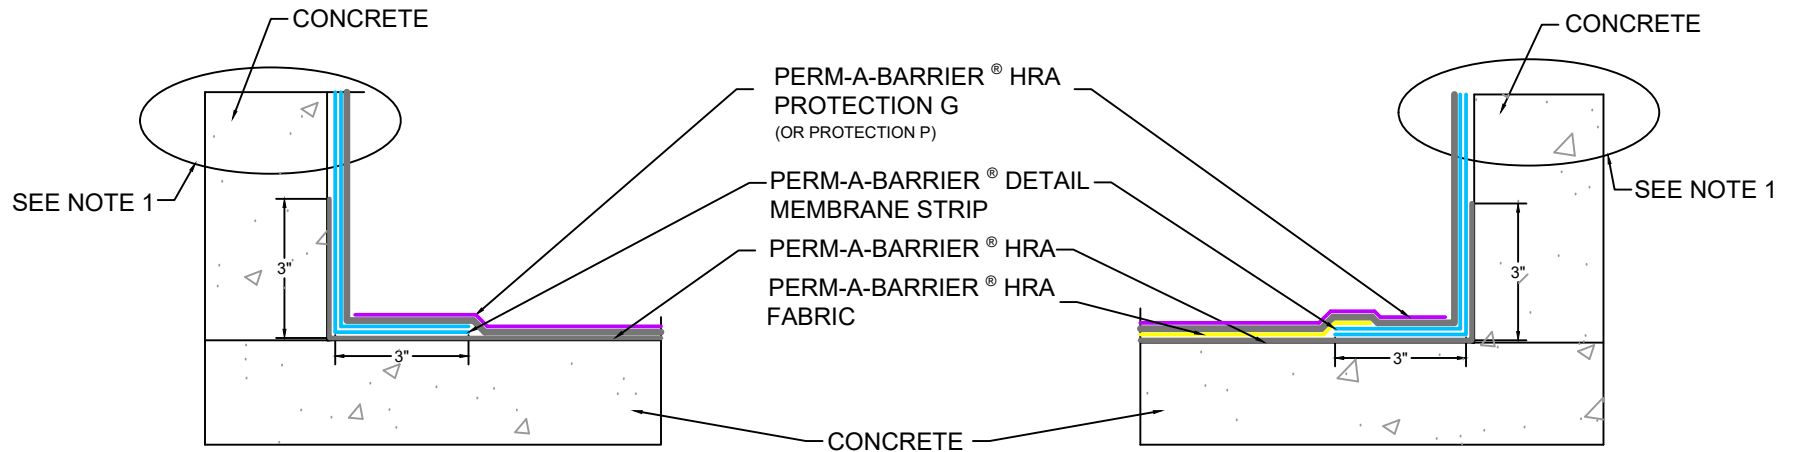 CONCRETE
CONCRETE
PERM-A-BARRIER ® HRA
PROTECTION G
(OR PROTECTION P)
SEE NOTE 1
PERM-A-BARRIER ® DETAIL
MEMBRANE STRIP
SEE NOTE 1
PERM-A-BARRIER ® HRA
3"
3"
PERM-A-BARRIER ® HRA
FABRIC
3"
3"
CONCRETE